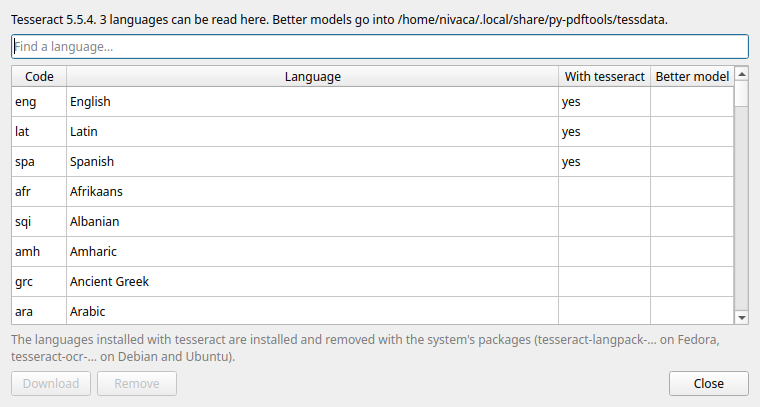 Tesseract 5.5.4. 3 languages can be read here. Better models go into /home/nivaca/.local/share/py-pdftools/tessdata.
Find a language...
Code Language With tesseract Better model
eng English yes
lat Latin yes
spa Spanish yes
afr Afrikaans
sqi Albanian
amh Amharic
grc Ancient Greek
ara Arabic
The languages installed with tesseract are installed and removed with the system's packages (tesseract-langpack-... on Fedora,
tesseract-ocr-... on Debian and Ubuntu).
Download Remove Close